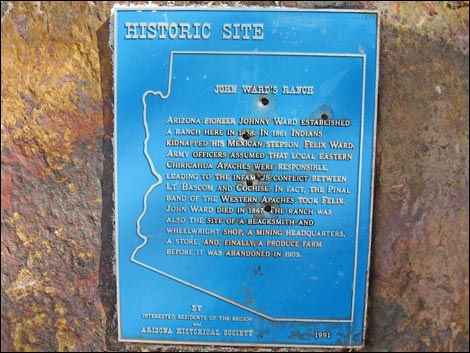 HISTORIC SITE
JOHN WARD'S RANCH
ARIZONA PIONEER JOHNNY WARD ESTABLISHED
A RANCH HERE IN 1858. IN 1861 INDIANS
KIDNAPPED HIS MEXICAN STEPSON, FELIX WARD.
ARMY OFFICERS ASSUMED THAT LOCAL EASTERN
CHIRICAHUA APACHES WERE RESPONSIBLE,
LEADING TO THE INFAMOUS CONFLICT BETWEEN
LT. BASCOM AND COCHISE. IN FACT, THE PINAL
BAND OF THE WESTERN APACHES TOOK FELIX.
JOHN WARD DIED IN 1867. THE RANCH WAS
ALSO THE SITE OF A BLACKSMITH AND
WHEELWRIGHT SHOP, A MINING HEADQUARTERS,
A STORE, AND, FINALLY, A PRODUCE FARM
BEFORE IT WAS ABANDONED IN 1903.
BY
INTERESTED RESIDENTS OF THE REGION
AND
ARIZONA HISTORICAL SOCIETY 1991